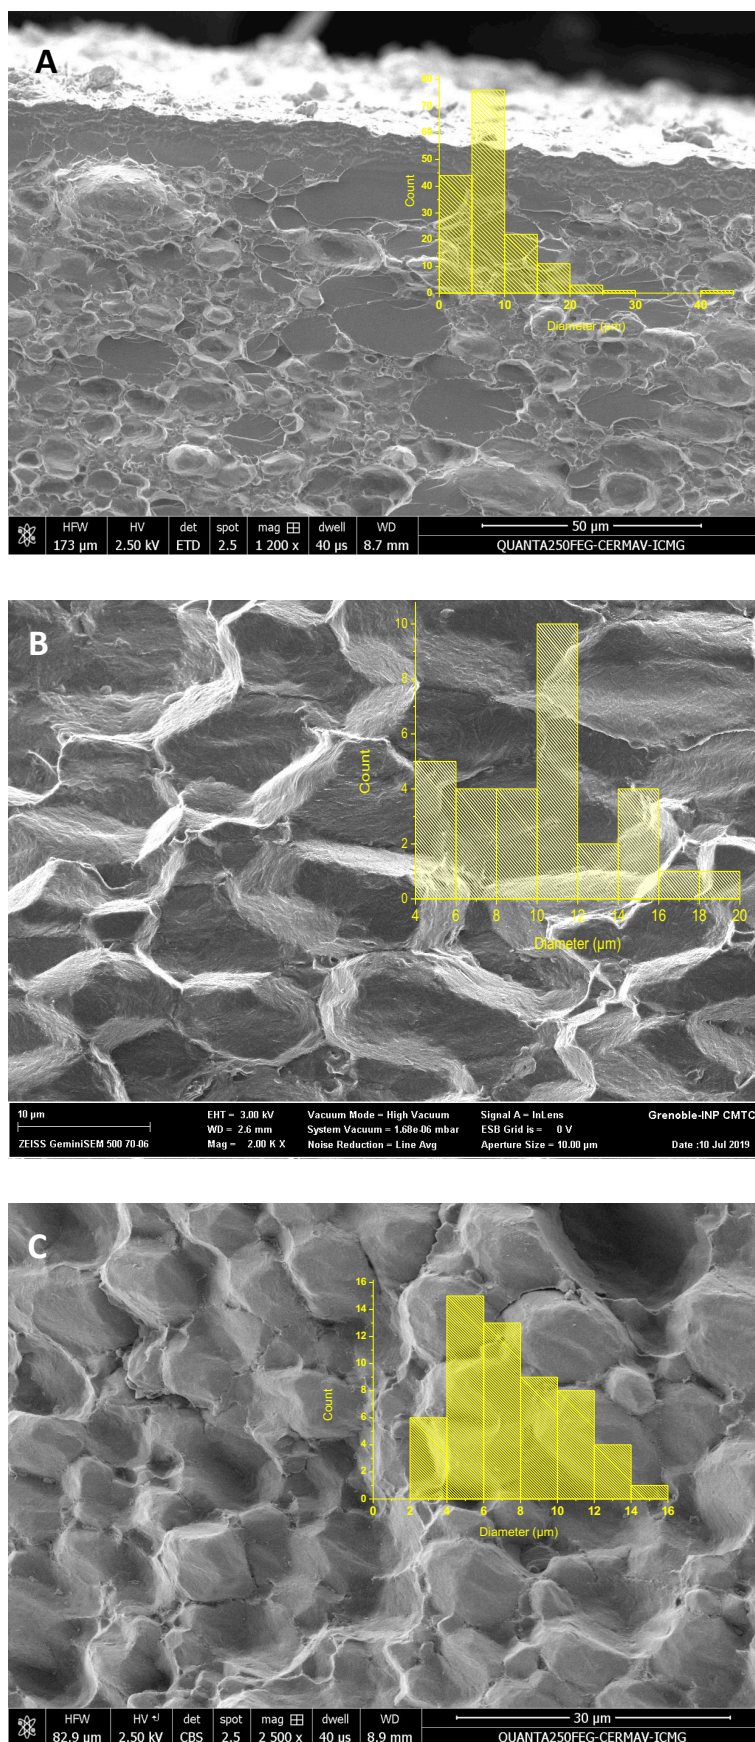 A
80
70
60
50
40
30
20
10
0
Count
0 10 20 30 40
Diameter (µm)
HFW HV det spot mag dwell WD 50 µm
173 µm 2.50 kV ETD 2.5 1 200 x 40 µs 8.7 mm QUANTA250FEG-CERMAV-ICMG
B
10
8
6
4
2
0
Count
4 6 8 10 12 14 16 18 20
Diameter (µm)
10 µm EHT = 3.00 kV Vacuum Mode = High Vacuum Signal A = InLens Grenoble-INP CMTC
WD = 2.6 mm System Vacuum = 1.68e-06 mbar ESB Grid is = 0 V
ZEISS GeminiSEM 500 70-06 Mag = 2.00 K X Noise Reduction = Line Avg Aperture Size = 10.00 µm Date :10 Jul 2019
C
16
14
12
10
8
6
4
2
0
Count
0 2 4 6 8 10 12 14 16
Diameter (µm)
HFW HV det spot mag dwell WD 30 µm
82.9 µm 2.50 kV CBS 2.5 2 500 x 40 µs 8.9 mm QUANTA250FEG-CERMAV-ICMG